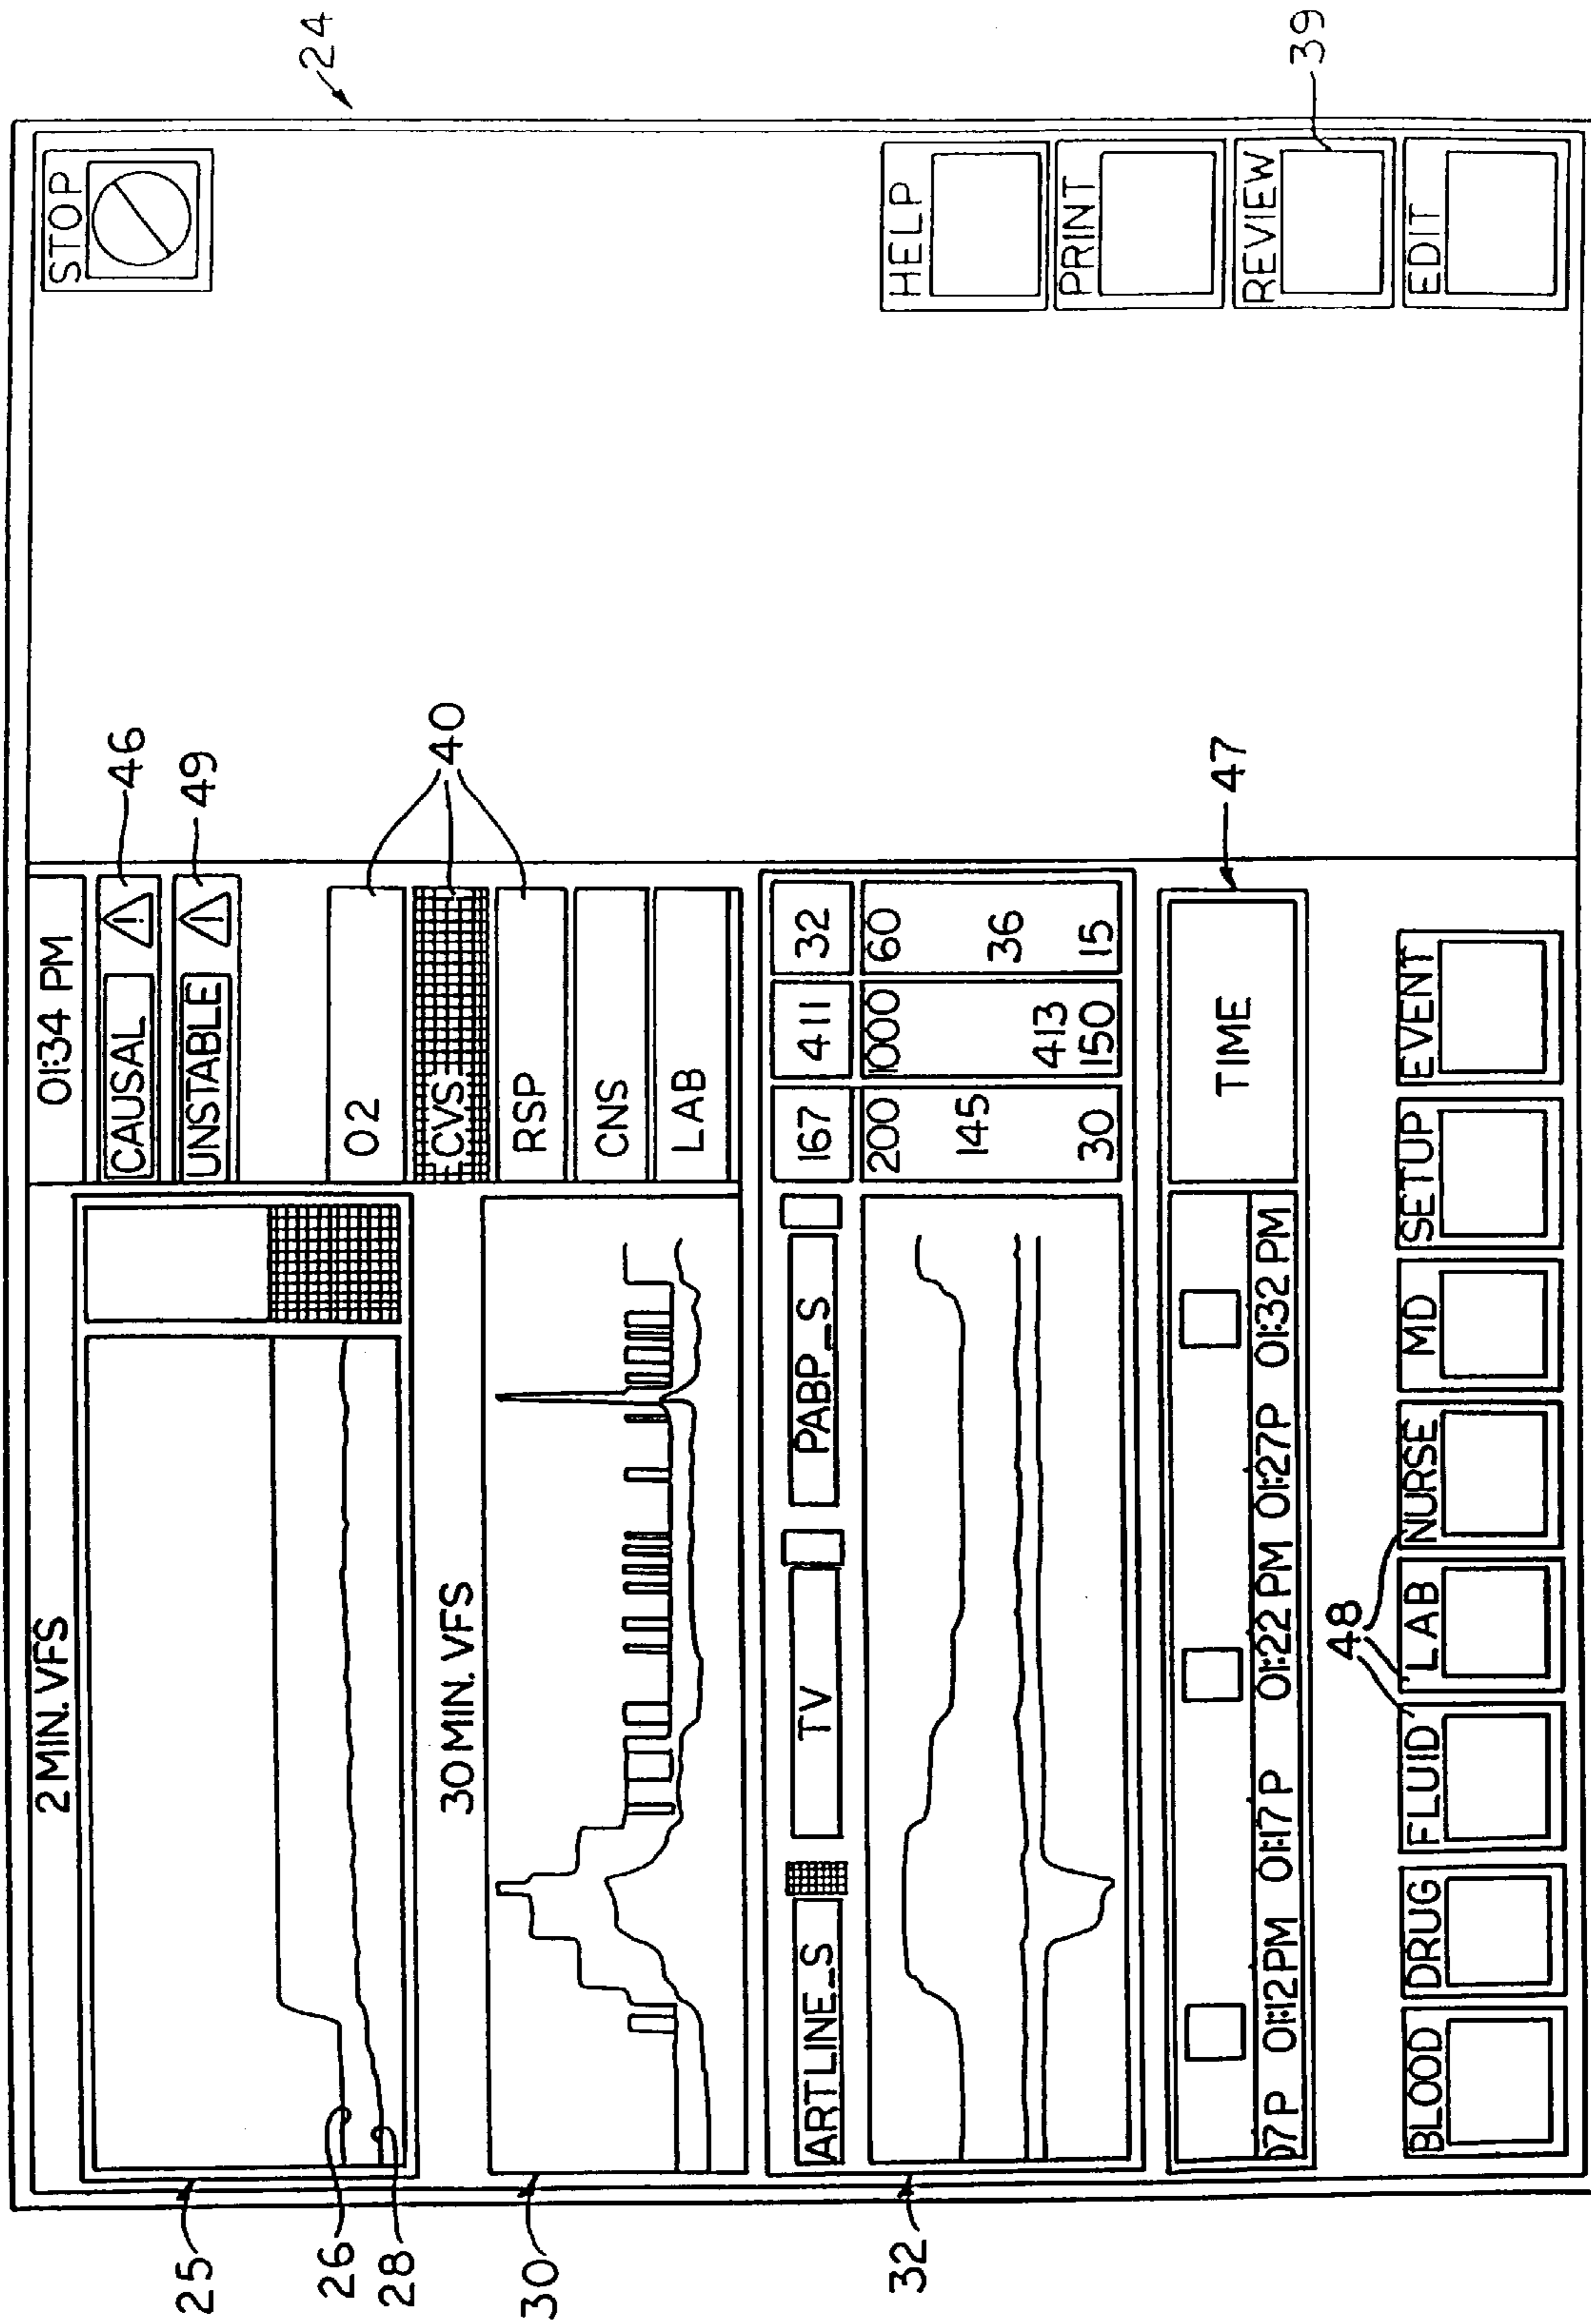 24
STOP
2 MIN. VFS
01:34 PM
CAUSAL
46
UNSTABLE
49
25
26
28
30 MIN. VFS
O2
40
CVS
RSP
CNS
LAB
30
ARTLINE_S TV PABP_S 167 411 32
200 1000 60
145 36
413
30 150 15
32
47
TIME
07P 01:12PM 01:17P 01:22 PM 01:27P 01:32 PM
48
BLOOD DRUG FLUID LAB NURSE MD SETUP EVENT
HELP
PRINT
REVIEW
39
EDIT